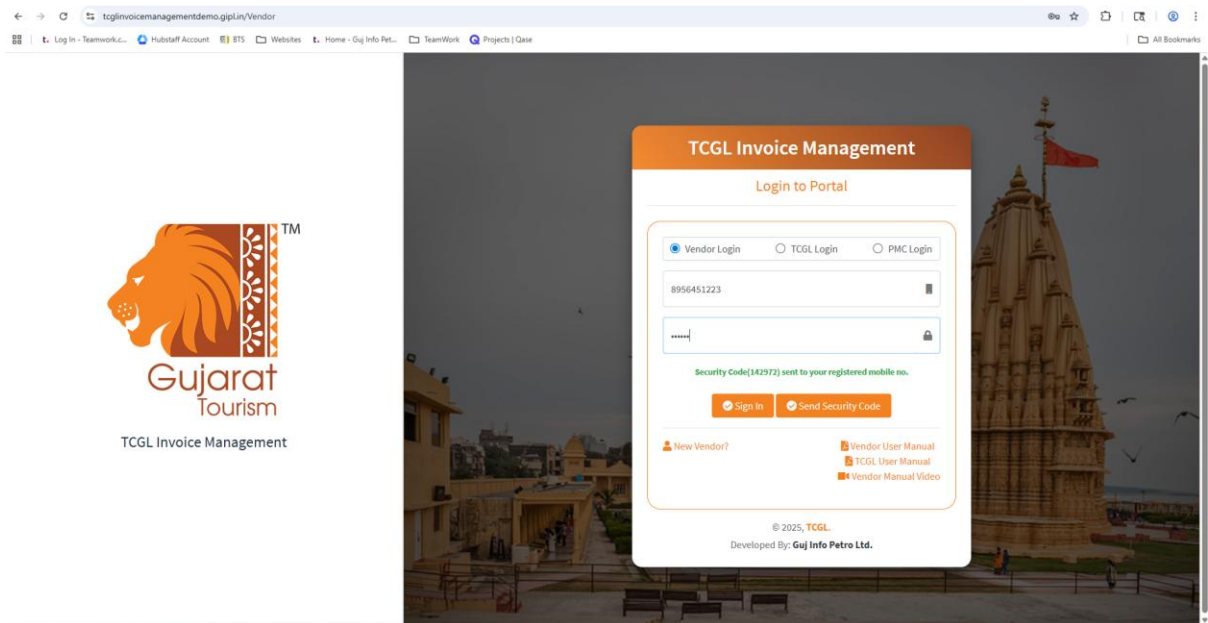 tcglinvoicemanagementdemo.gipl.in/Vendor
t. Log In - Teamwork.c...
Hubstaff Account
BTS
Websites
t. Home - Guj Info Pet...
TeamWork
Projects | Qase
All Bookmarks
TM
Gujarat
Tourism
TCGL Invoice Management
TCGL Invoice Management
Login to Portal
Vendor Login TCGL Login PMC Login
8956451223
••••••
Security Code(142972) sent to your registered mobile no.
Sign In Send Security Code
New Vendor? Vendor User Manual
TCGL User Manual
Vendor Manual Video
© 2025, TCGL.
Developed By: Guj Info Petro Ltd.